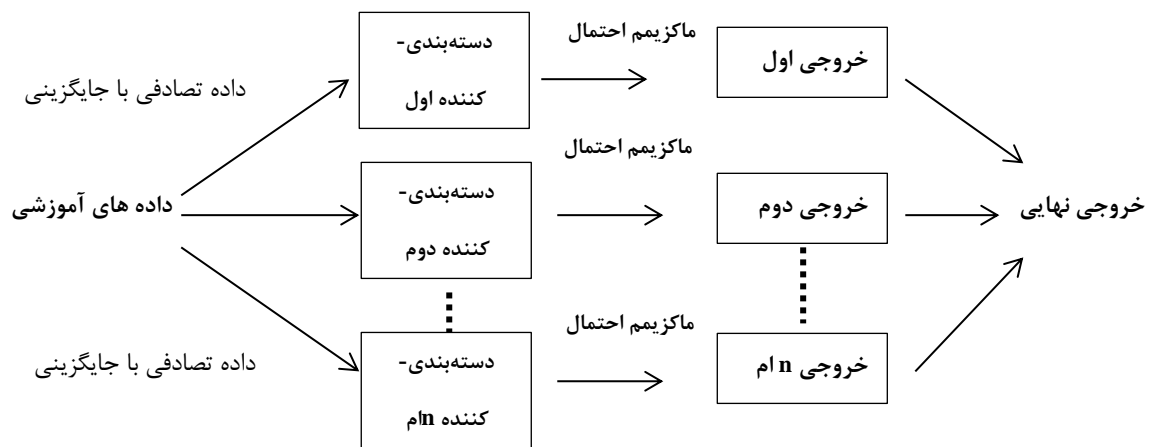 دسته‌بندی-
کننده اول
ماکزیمم احتمال
خروجی اول
داده تصادفی با جایگزینی
داده های آموزشی
دسته‌بندی-
کننده دوم
ماکزیمم احتمال
خروجی دوم
خروجی نهایی
داده تصادفی با جایگزینی
دسته‌بندی-
کننده nام
ماکزیمم احتمال
خروجی n ام